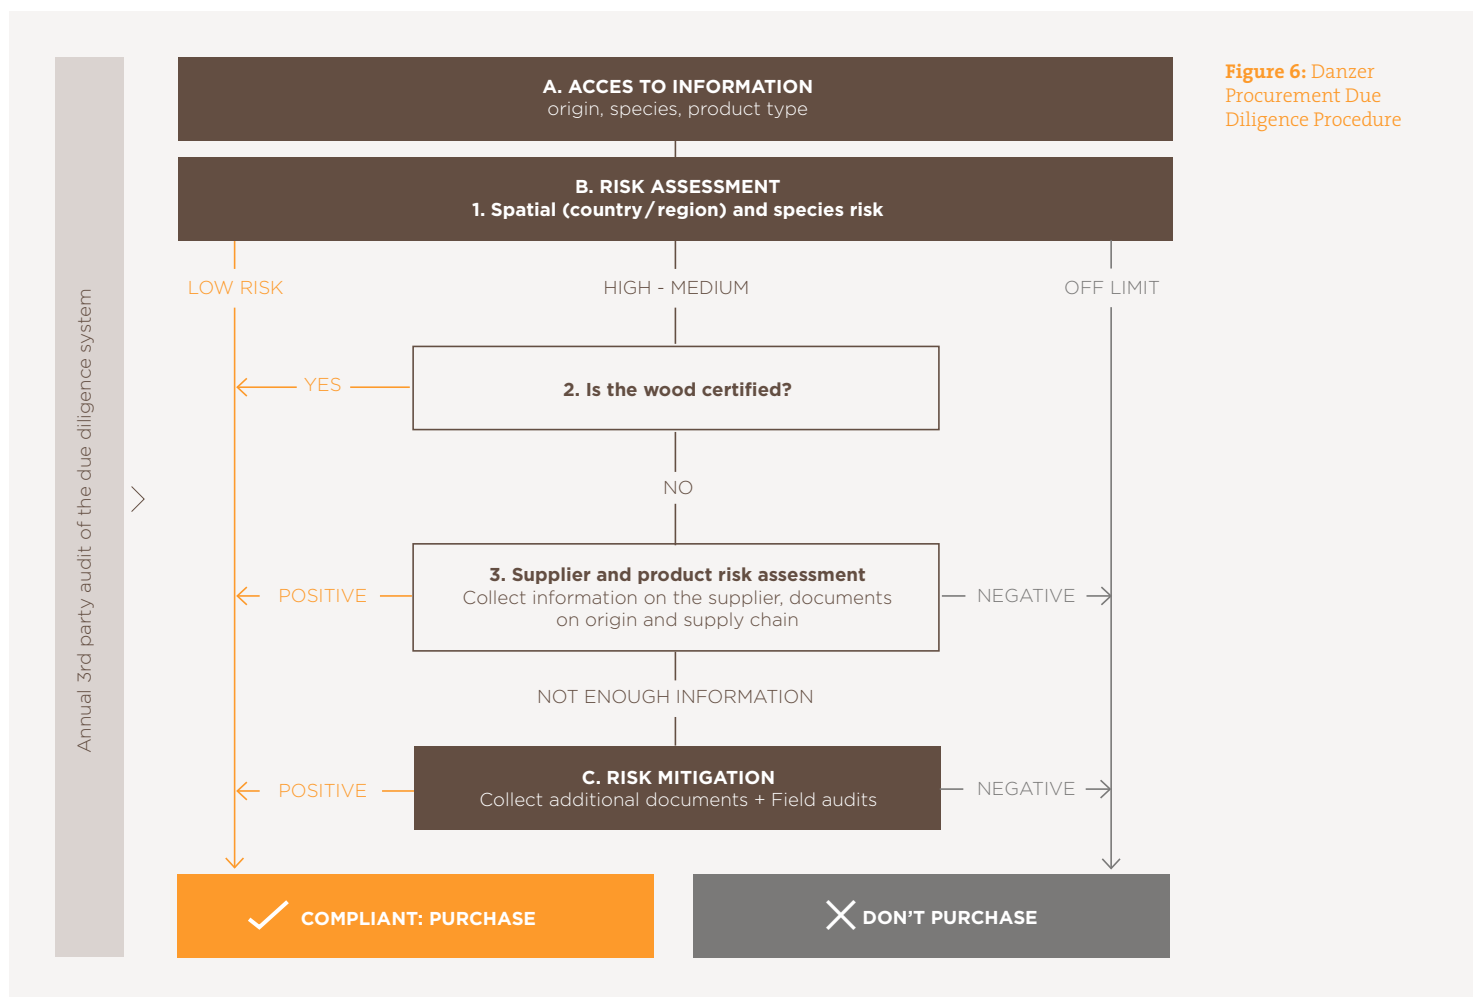 Figure 6: Danzer
Procurement Due
Diligence Procedure
Annual 3rd party audit of the due diligence system
A. ACCES TO INFORMATION
origin, species, product type
B. RISK ASSESSMENT
1. Spatial (country / region) and species risk
LOW RISK
HIGH - MEDIUM
OFF LIMIT
2. Is the wood certified?
YES
NO
3. Supplier and product risk assessment
Collect information on the supplier, documents
on origin and supply chain
POSITIVE
NEGATIVE
NOT ENOUGH INFORMATION
C. RISK MITIGATION
Collect additional documents + Field audits
POSITIVE
NEGATIVE
COMPLIANT: PURCHASE
DON'T PURCHASE